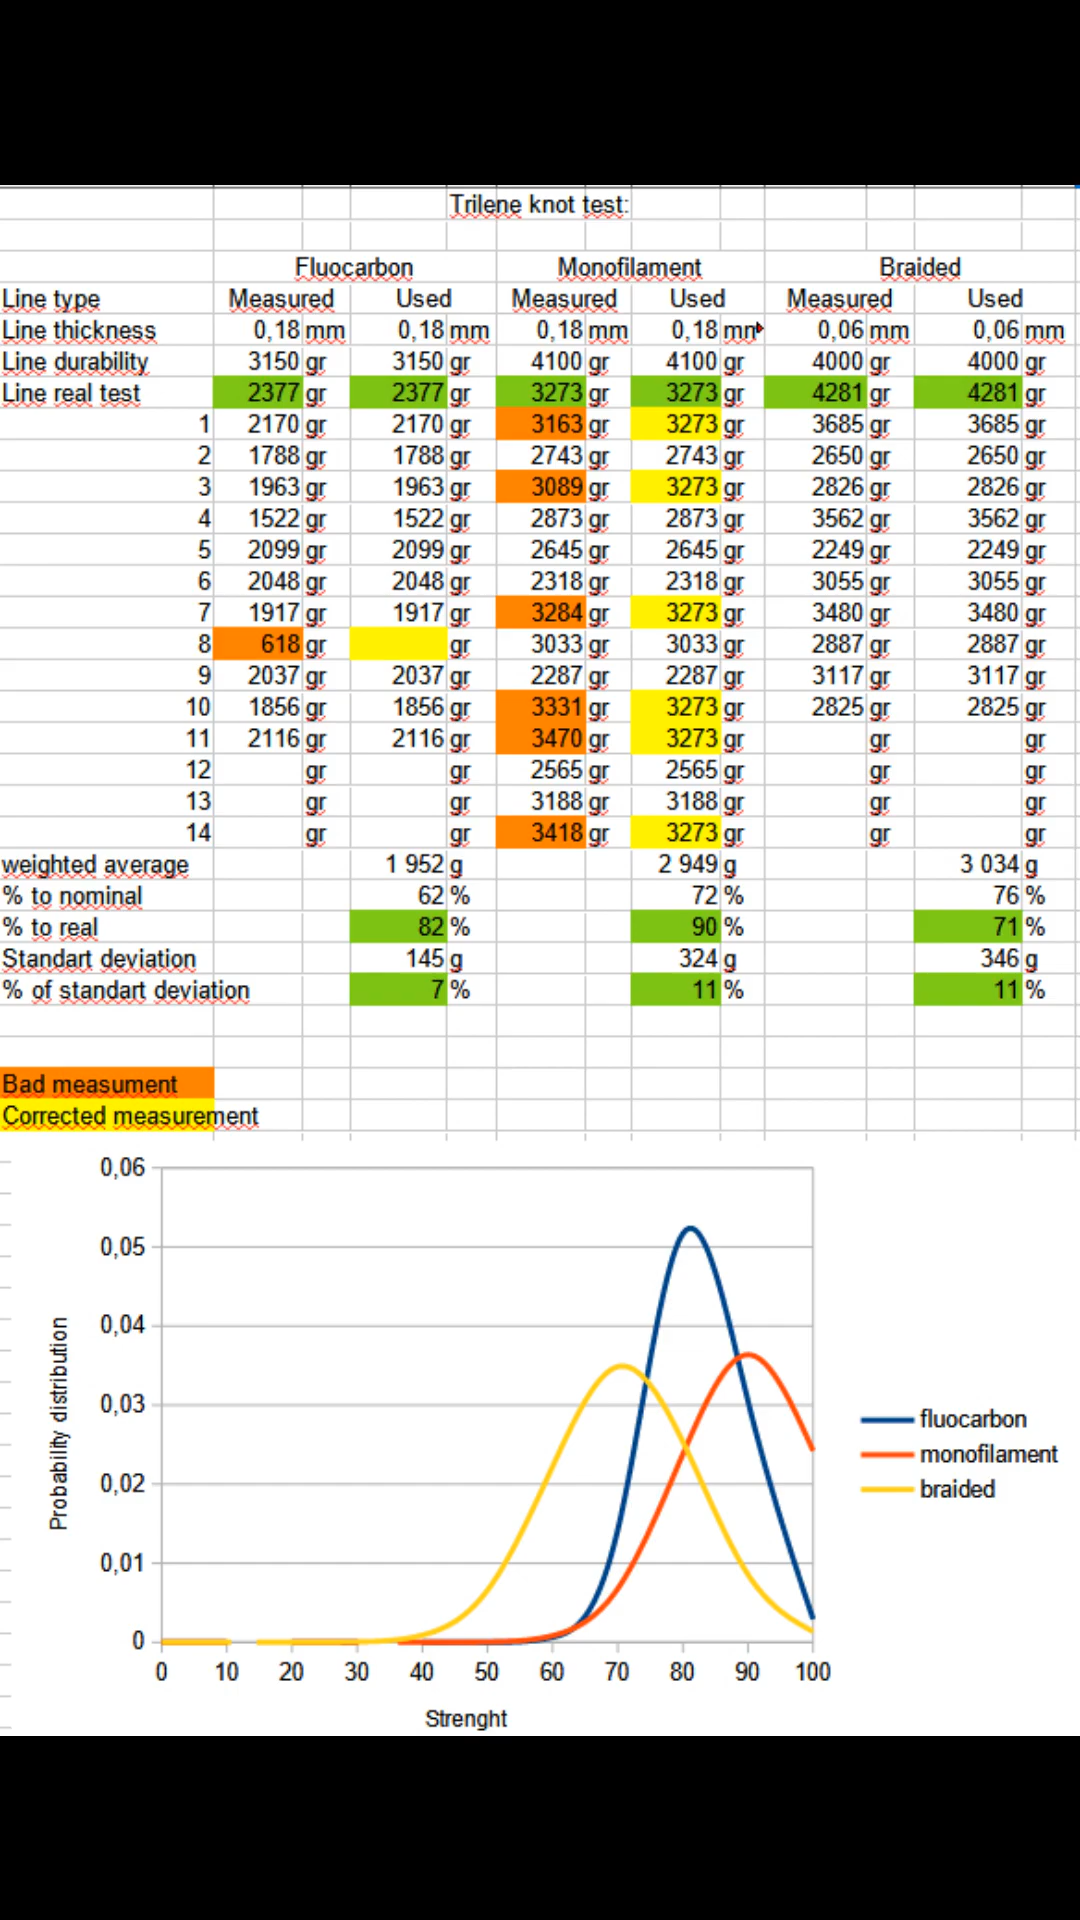 Trilene knot test:
Fluocarbon Monofilament Braided
Line type Measured Used Measured Used Measured Used
Line thickness 0,18 mm 0,18 mm 0,18 mm 0,18 mm 0,06 mm 0,06 mm
Line durability 3150 gr 3150 gr 4100 gr 4100 gr 4000 gr 4000 gr
Line real test 2377 gr 2377 gr 3273 gr 3273 gr 4281 gr 4281 gr
1 2170 gr 2170 gr 3163 gr 3273 gr 3685 gr 3685 gr
2 1788 gr 1788 gr 2743 gr 2743 gr 2650 gr 2650 gr
3 1963 gr 1963 gr 3089 gr 3273 gr 2826 gr 2826 gr
4 1522 gr 1522 gr 2873 gr 2873 gr 3562 gr 3562 gr
5 2099 gr 2099 gr 2645 gr 2645 gr 2249 gr 2249 gr
6 2048 gr 2048 gr 2318 gr 2318 gr 3055 gr 3055 gr
7 1917 gr 1917 gr 3284 gr 3273 gr 3480 gr 3480 gr
8 618 gr gr 3033 gr 3033 gr 2887 gr 2887 gr
9 2037 gr 2037 gr 2287 gr 2287 gr 3117 gr 3117 gr
10 1856 gr 1856 gr 3331 gr 3273 gr 2825 gr 2825 gr
11 2116 gr 2116 gr 3470 gr 3273 gr gr gr
12 gr gr 2565 gr 2565 gr gr gr
13 gr gr 3188 gr 3188 gr gr gr
14 gr gr 3418 gr 3273 gr gr gr
weighted average 1 952 g 2 949 g 3 034 g
% to nominal 62 % 72 % 76 %
% to real 82 % 90 % 71 %
Standart deviation 145 g 324 g 346 g
% of standart deviation 7 % 11 % 11 %
Bad measument
Corrected measurement
0,06
0,05
0,04
0,03
0,02
0,01
0
Probability distribution
0 10 20 30 40 50 60 70 80 90 100
Strenght
fluocarbon
monofilament
braided